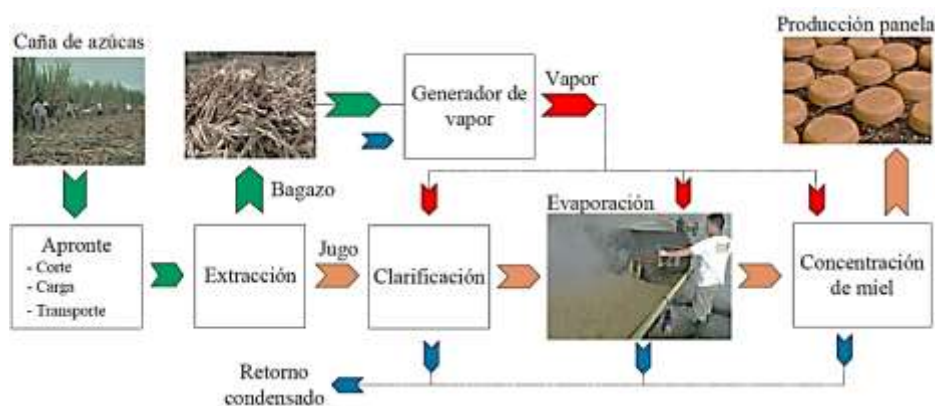 Caña de azúcas
Producción panela
Generador de
vapor
Vapor
Bagazo
Evaporación
Apronte
- Corte
- Carga
- Transporte
Extracción
Jugo
Clarificación
Concentración
de miel
Retorno
condensado